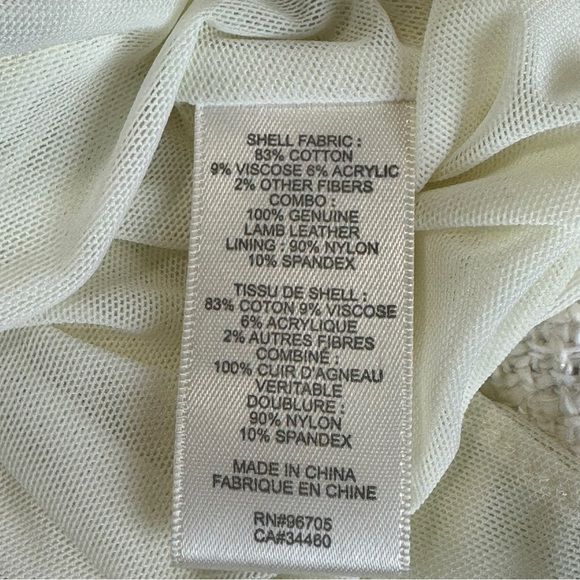 SHELL FABRIC :
83% COTTON
9% VISCOSE 6% ACRYLIC
2% OTHER FIBERS
COMBO :
100% GENUINE
LAMB LEATHER
LINING : 90% NYLON
10% SPANDEX
TISSU DE SHELL :
83% COTON 9% VISCOSE
6% ACRYLIQUE
2% AUTRES FIBRES
COMBINÉ :
100% CUIR D'AGNEAU
VERITABLE
DOUBLURE :
90% NYLON
10% SPANDEX
MADE IN CHINA
FABRIQUE EN CHINE
RN#96705
CA#34460